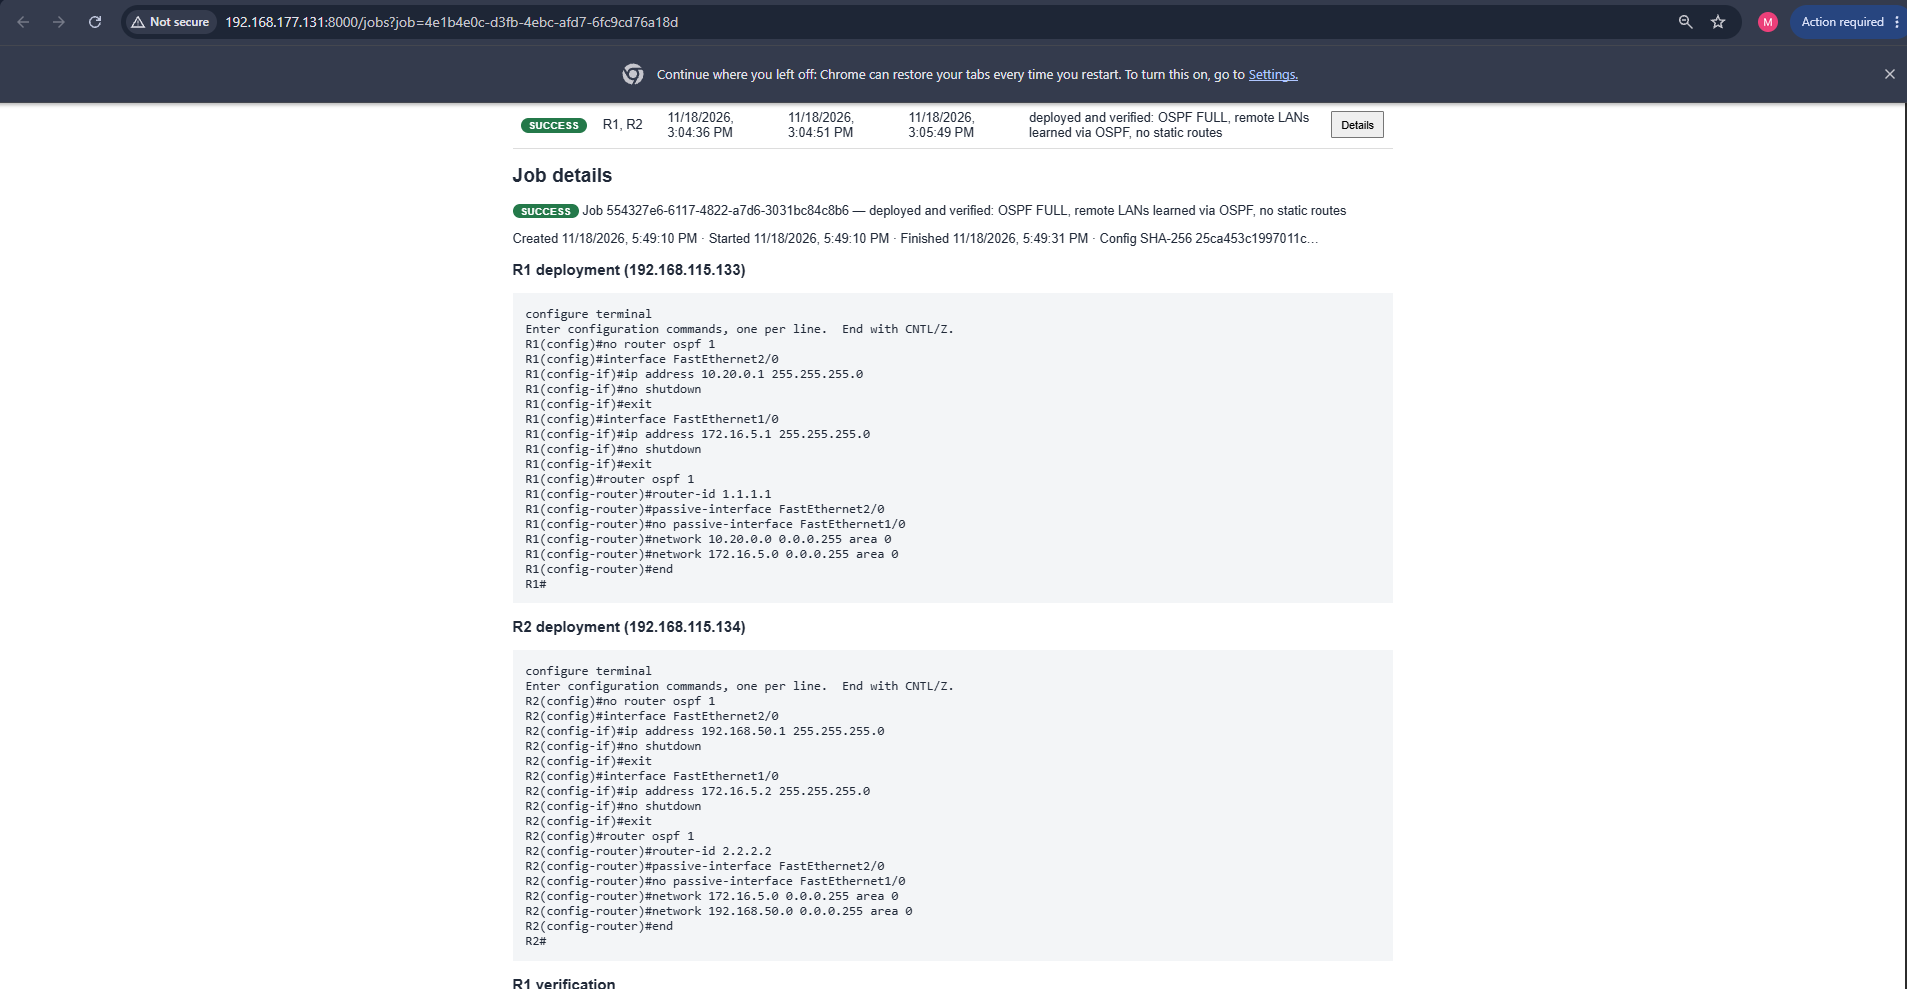 Not secure
192.168.177.131:8000/jobs?job=4e1b4e0c-d3fb-4ebc-afd7-6fc9cd76a18d
M
Action required
Continue where you left off: Chrome can restore your tabs every time you restart. To turn this on, go to Settings.
SUCCESS
R1, R2
11/18/2026,
3:04:36 PM
11/18/2026,
3:04:51 PM
11/18/2026,
3:05:49 PM
deployed and verified: OSPF FULL, remote LANs
learned via OSPF, no static routes
Details
Job details
SUCCESS Job 554327e6-6117-4822-a7d6-3031bc84c8b6 — deployed and verified: OSPF FULL, remote LANs learned via OSPF, no static routes
Created 11/18/2026, 5:49:10 PM · Started 11/18/2026, 5:49:10 PM · Finished 11/18/2026, 5:49:31 PM · Config SHA-256 25ca453c1997011c…
R1 deployment (192.168.115.133)
configure terminal
Enter configuration commands, one per line.  End with CNTL/Z.
R1(config)#no router ospf 1
R1(config)#interface FastEthernet2/0
R1(config-if)#ip address 10.20.0.1 255.255.255.0
R1(config-if)#no shutdown
R1(config-if)#exit
R1(config)#interface FastEthernet1/0
R1(config-if)#ip address 172.16.5.1 255.255.255.0
R1(config-if)#no shutdown
R1(config-if)#exit
R1(config)#router ospf 1
R1(config-router)#router-id 1.1.1.1
R1(config-router)#passive-interface FastEthernet2/0
R1(config-router)#no passive-interface FastEthernet1/0
R1(config-router)#network 10.20.0.0 0.0.0.255 area 0
R1(config-router)#network 172.16.5.0 0.0.0.255 area 0
R1(config-router)#end
R1#
R2 deployment (192.168.115.134)
configure terminal
Enter configuration commands, one per line.  End with CNTL/Z.
R2(config)#no router ospf 1
R2(config)#interface FastEthernet2/0
R2(config-if)#ip address 192.168.50.1 255.255.255.0
R2(config-if)#no shutdown
R2(config-if)#exit
R2(config)#interface FastEthernet1/0
R2(config-if)#ip address 172.16.5.2 255.255.255.0
R2(config-if)#no shutdown
R2(config-if)#exit
R2(config)#router ospf 1
R2(config-router)#router-id 2.2.2.2
R2(config-router)#passive-interface FastEthernet2/0
R2(config-router)#no passive-interface FastEthernet1/0
R2(config-router)#network 172.16.5.0 0.0.0.255 area 0
R2(config-router)#network 192.168.50.0 0.0.0.255 area 0
R2(config-router)#end
R2#
R1 verification